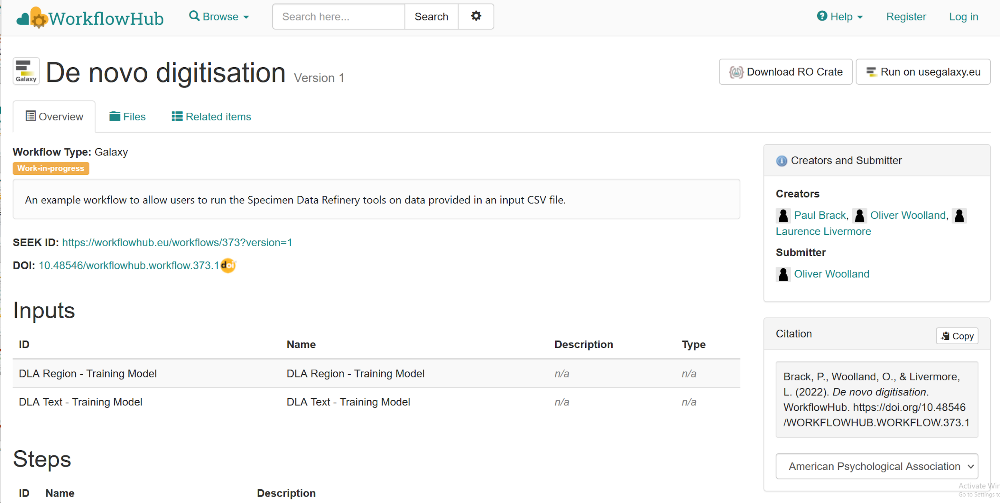 WorkflowHub Browse Search here... Search Help Register Log in
Galaxy De novo digitisation Version 1 Download RO Crate Run on usegalaxy.eu
Overview Files Related items
Workflow Type: Galaxy
Work-in-progress
An example workflow to allow users to run the Specimen Data Refinery tools on data provided in an input CSV file.
SEEK ID: https://workflowhub.eu/workflows/373?version=1
DOI: 10.48546/workflowhub.workflow.373.1 doi
Inputs
ID Name Description Type
DLA Region - Training Model DLA Region - Training Model n/a n/a
DLA Text - Training Model DLA Text - Training Model n/a n/a
Steps
ID Name Description
Creators and Submitter
Creators
Paul Brack, Oliver Woolland,
Laurence Livermore
Submitter
Oliver Woolland
Citation Copy
Brack, P., Woolland, O., & Livermore,
L. (2022). De novo digitisation.
WorkflowHub. https://doi.org/10.48546
/WORKFLOWHUB.WORKFLOW.373.1
American Psychological Association
Activate Win
Go to Settings to